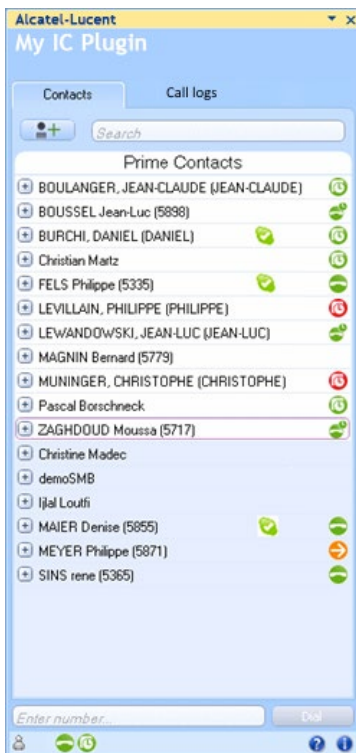 Alcatel-Lucent
My IC Plugin
Contacts
Call logs
Search
Prime Contacts
BOULANGER, JEAN-CLAUDE (JEAN-CLAUDE)
BOUSSEL Jean-Luc (5898)
BURCHI, DANIEL (DANIEL)
Christian Martz
FELS Philippe (5335)
LEVILLAIN, PHILIPPE (PHILIPPE)
LEWANDOWSKI, JEAN-LUC (JEAN-LUC)
MAGNIN Bernard (5779)
MUNINGER, CHRISTOPHE (CHRISTOPHE)
Pascal Borschneck
ZAGHDOUD Moussa (5717)
Christine Madec
demoSMB
Ijlal Loutfi
MAIER Denise (5855)
MEYER Philippe (5871)
SINS rene (5365)
Enter number...
Dial